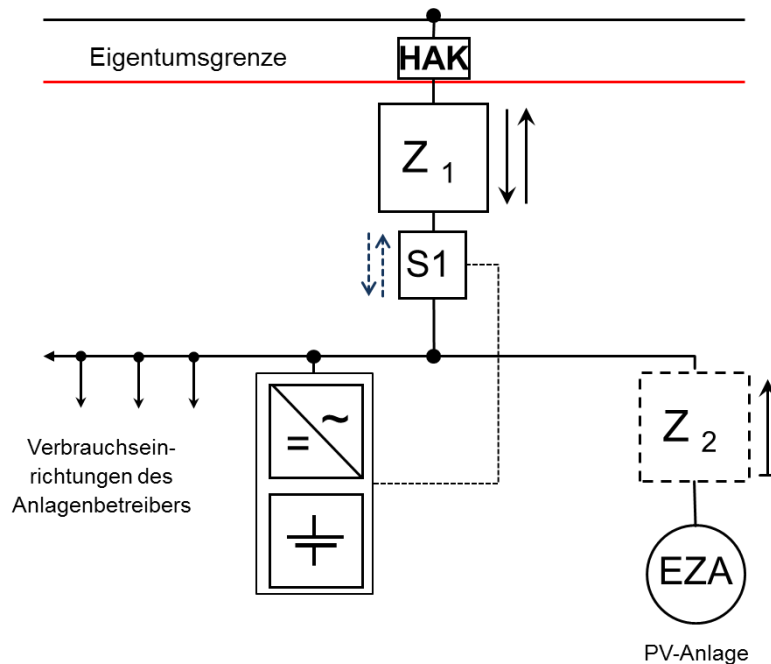 Eigentumsgrenze
HAK
Z 1
S1
= ~
Z 2
Verbrauchsein-
richtungen des
Anlagenbetreibers
EZA
PV-Anlage